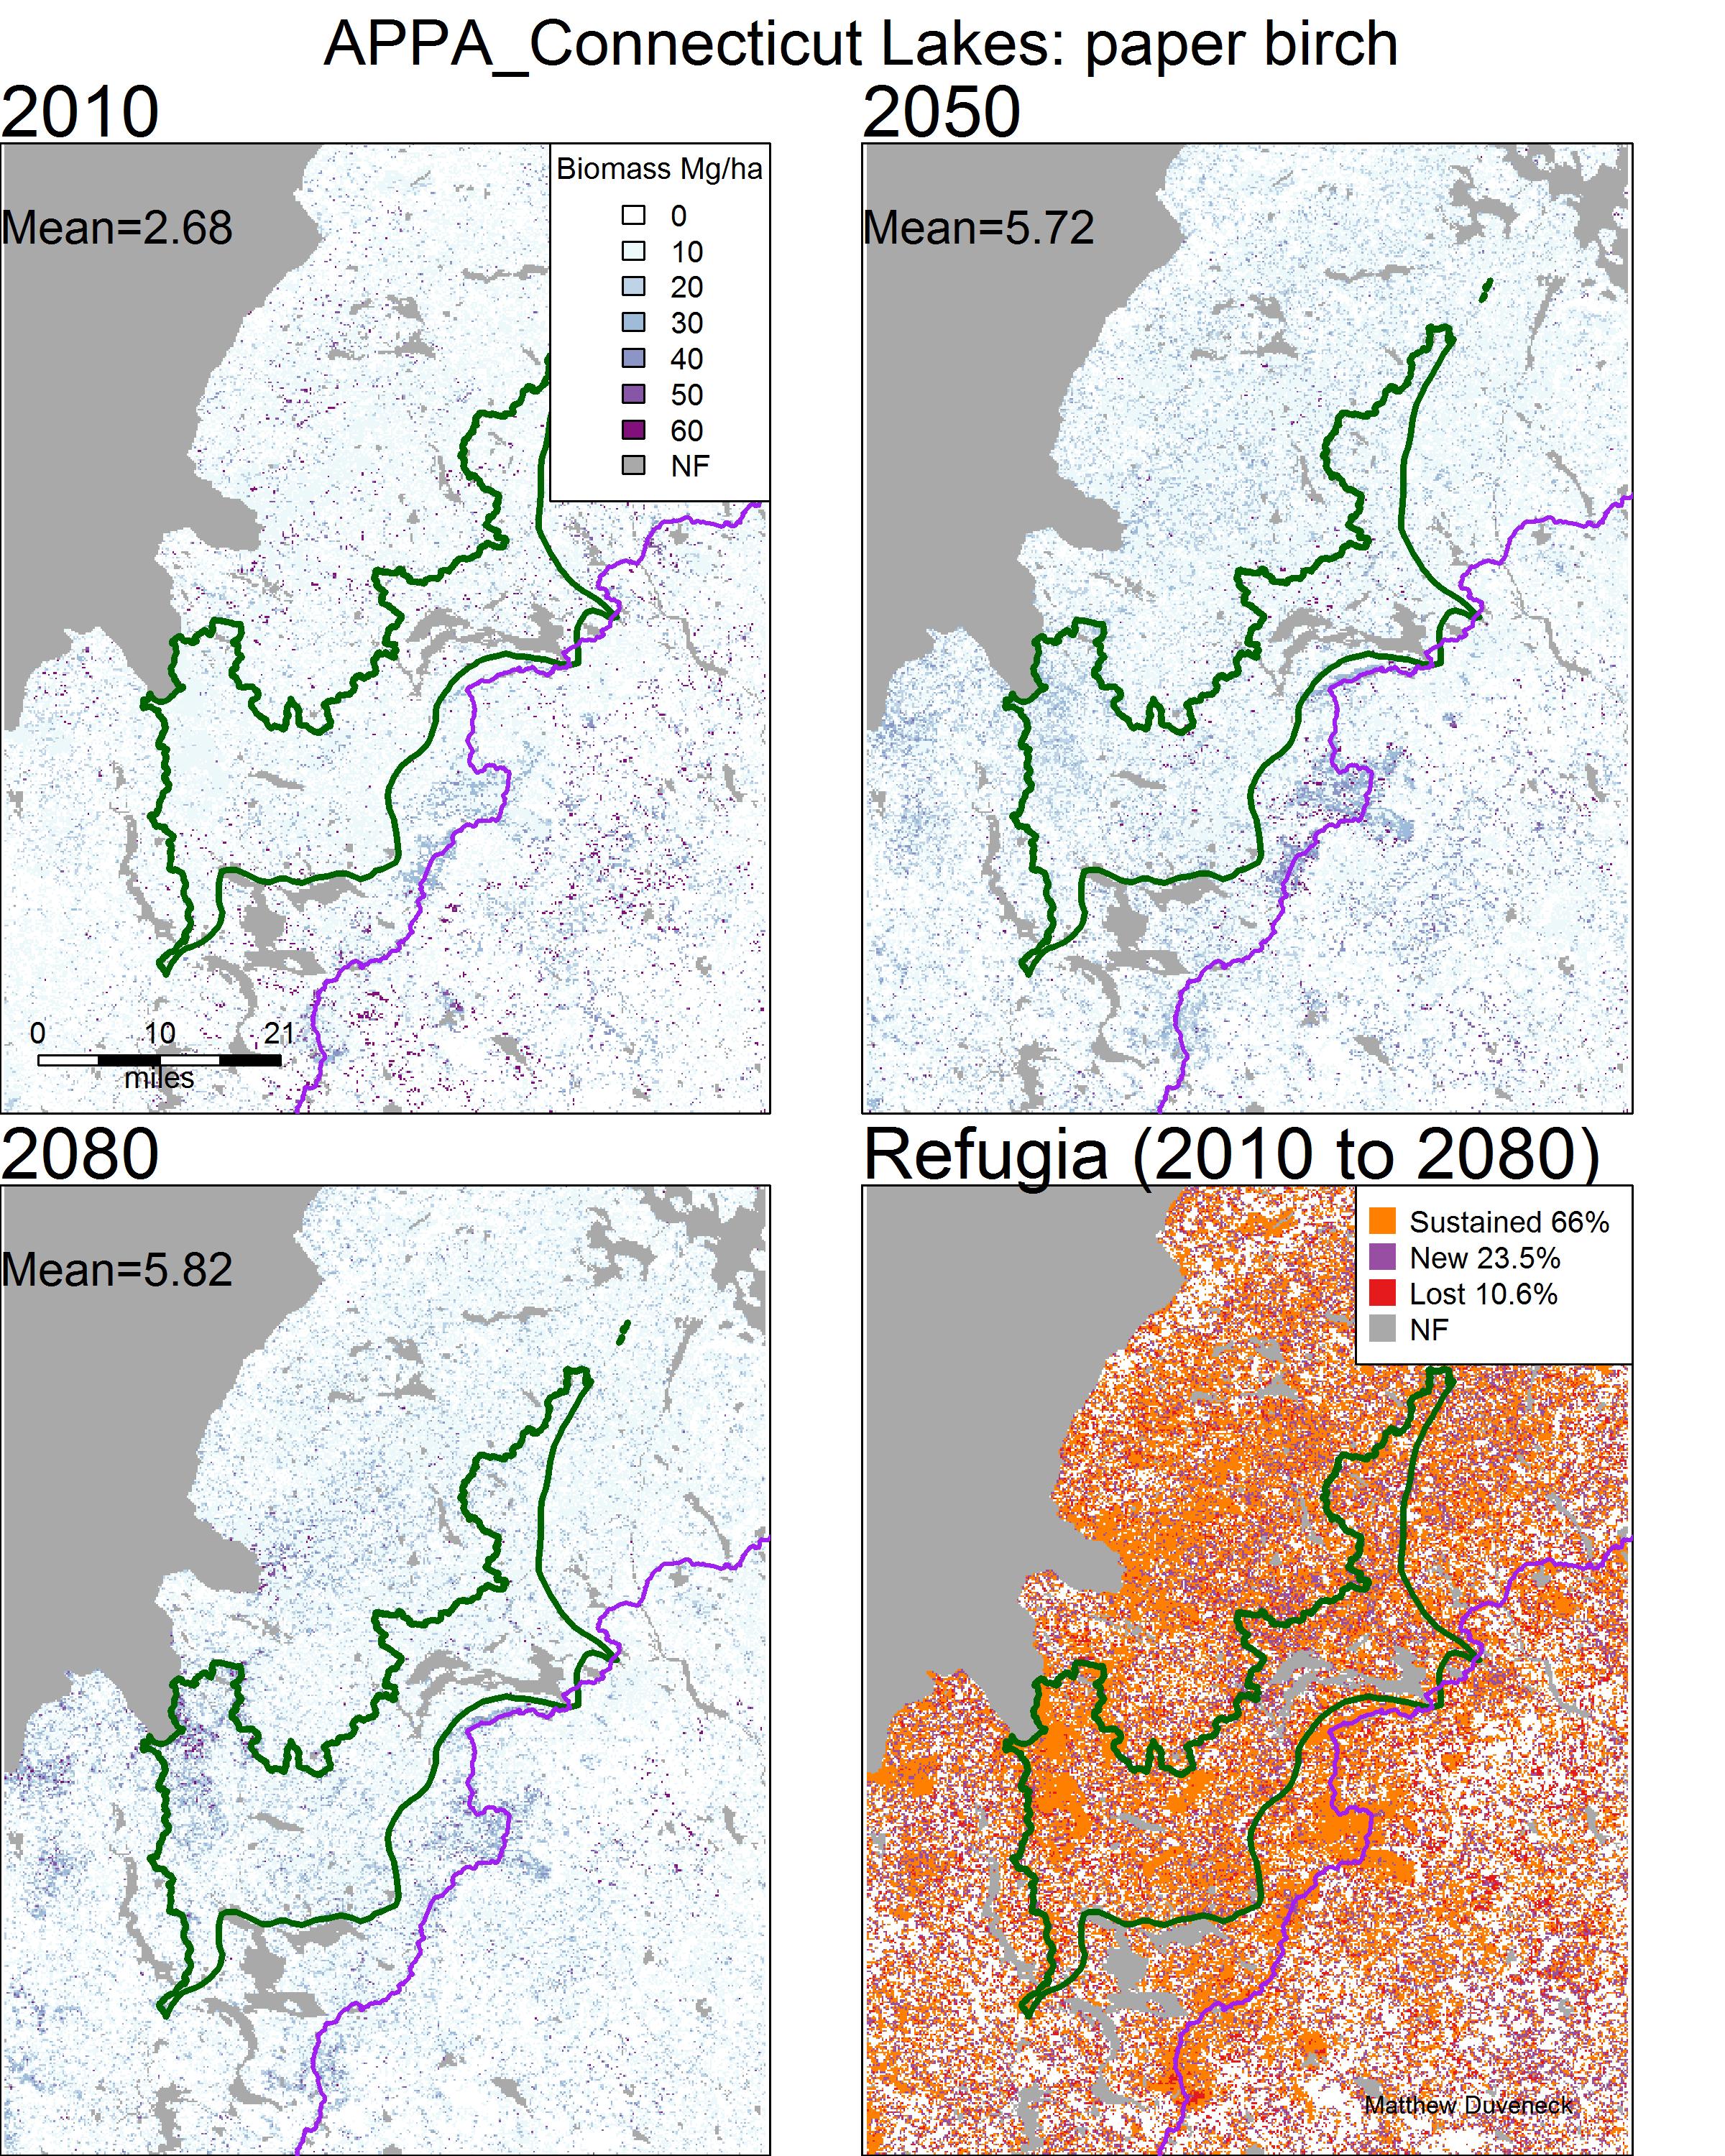 APPA_Connecticut Lakes: paper birch
2010
Mean=2.68
Biomass Mg/ha
0
10
20
30
40
50
60
NF
0 10 21
miles
2050
Mean=5.72
2080
Mean=5.82
Refugia (2010 to 2080)
Sustained 66%
New 23.5%
Lost 10.6%
NF
Matthew Duveneck